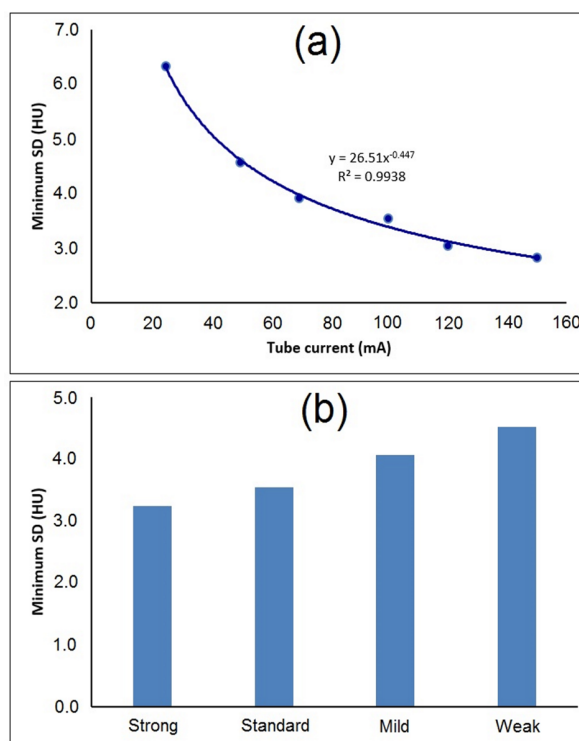 (a)
7.0
6.0
5.0
4.0
3.0
2.0
Minimum SD (HU)
y = 26.51x^-0.447
R² = 0.9938
0 20 40 60 80 100 120 140 160
Tube current (mA)
(b)
5.0
4.0
3.0
2.0
1.0
0.0
Minimum SD (HU)
Strong Standard Mild Weak